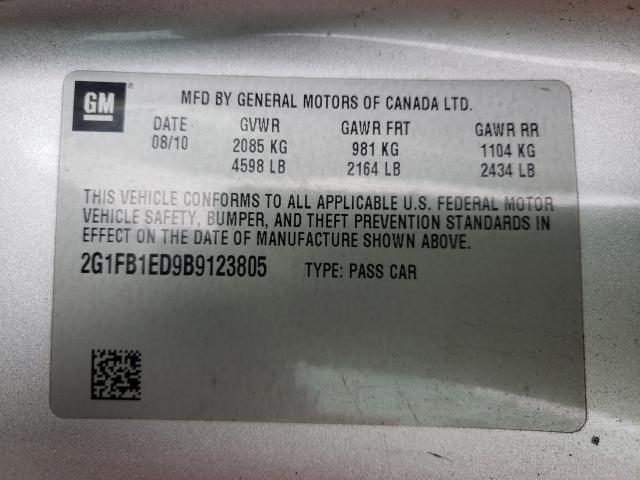 GM
MFD BY GENERAL MOTORS OF CANADA LTD.
DATE GVWR GAWR FRT GAWR RR
08/10 2085 KG 981 KG 1104 KG
4598 LB 2164 LB 2434 LB
THIS VEHICLE CONFORMS TO ALL APPLICABLE U.S. FEDERAL MOTOR
VEHICLE SAFETY, BUMPER, AND THEFT PREVENTION STANDARDS IN
EFFECT ON THE DATE OF MANUFACTURE SHOWN ABOVE.
2G1FB1ED9B9123805 TYPE: PASS CAR